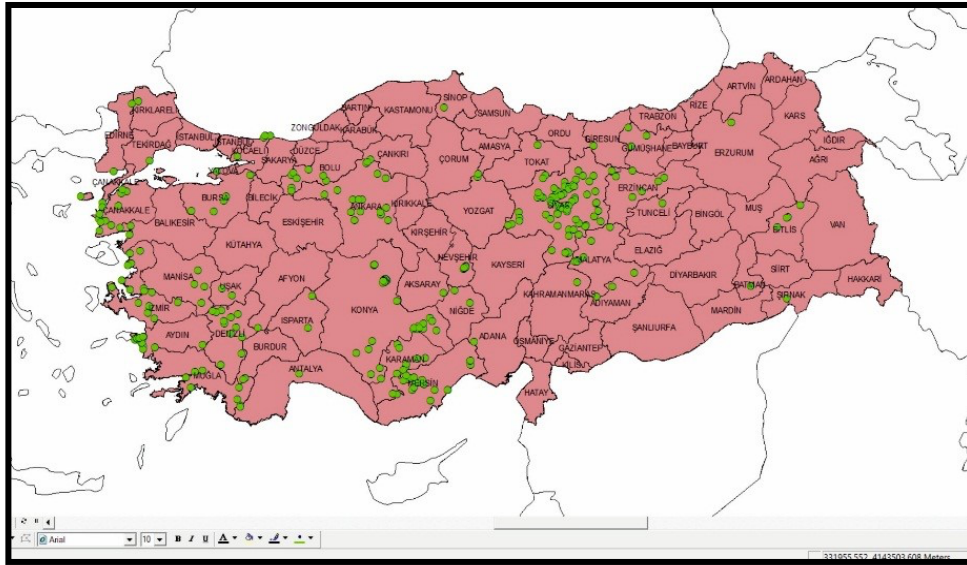 SİNOP
ARDAHAN
ARTVİN
KIRKLARELİ
BARTIN
KASTAMONU
SAMSUN
RİZE
TRABZON
KARS
EDİRNE
TEKİRDAĞ
İSTANBUL
İSTANBUL
KOCAELİ
ZONGULDAK
KARABÜK
DÜZCE
SAKARYA
BOLU
ÇANKIRI
ÇORUM
AMASYA
ORDU
TOKAT
GİRESUN
GÜMÜŞHANE
BAYBURT
ERZURUM
IĞDIR
AĞRI
YALOVA
ÇANAKKALE
ÇANAKKALE
BURSA
BİLECİK
BALIKESİR
ESKİŞEHİR
ANKARA
KIRIKKALE
YOZGAT
SİVAS
ERZİNCAN
TUNCELİ
BİNGÖL
MUŞ
BİTLİS
VAN
KÜTAHYA
KIRŞEHİR
NEVŞEHİR
KAYSERİ
MALATYA
ELAZIĞ
DİYARBAKIR
SİİRT
HAKKARİ
MANİSA
UŞAK
AFYON
AKSARAY
NİĞDE
KAHRAMANMARAŞ
ADIYAMAN
BATMAN
ŞIRNAK
MARDİN
İZMİR
KONYA
AYDIN
DENİZLİ
ISPARTA
BURDUR
ADANA
OSMANİYE
GAZİANTEP
ŞANLIURFA
KİLİS
MUĞLA
ANTALYA
KARAMAN
MERSİN
HATAY
Arial 10 B I U A
331955,552 4143503,608 Meters